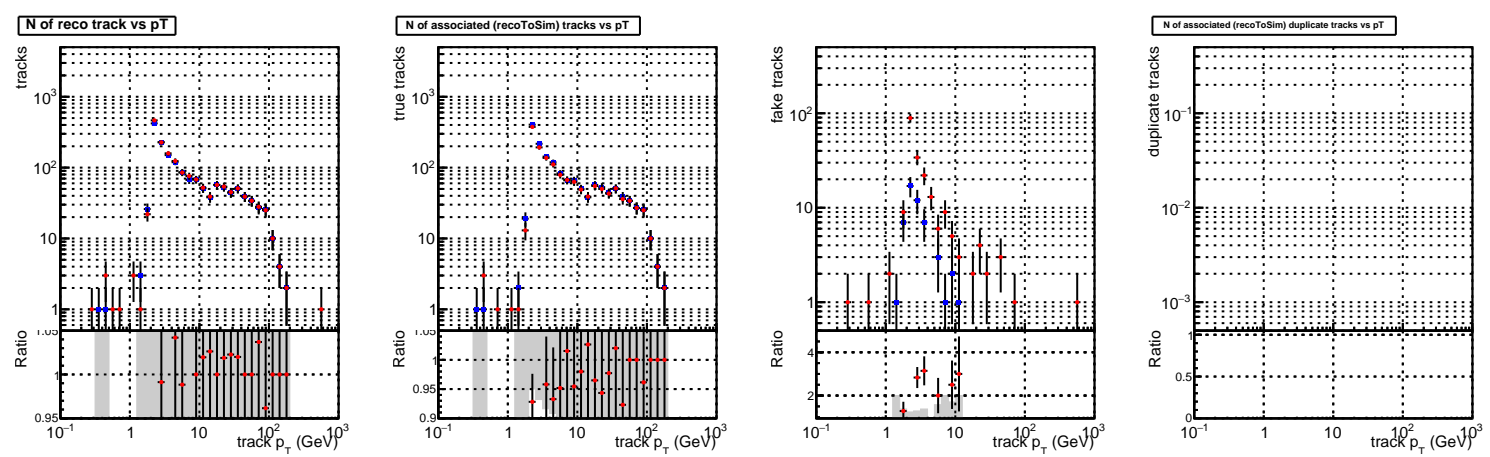 N of reco track vs pT
N of associated (recoToSim) tracks vs pT
N of associated (recoToSim) duplicate tracks vs pT
tracks
10³
10²
10
1
Ratio
1.05
1
0.95
10⁻¹ 1 10 10² 10³
track p_T (GeV)
true tracks
10³
10²
10
1
Ratio
1.05
1
0.95
0.9
10⁻¹ 1 10 10² 10³
track p_T (GeV)
fake tracks
10²
10
1
Ratio
4
2
10⁻¹ 1 10 10² 10³
track p_T (GeV)
duplicate tracks
10⁻¹
10⁻²
10⁻³
Ratio
1
0.5
0
10⁻¹ 1 10 10² 10³
track p_T (GeV)